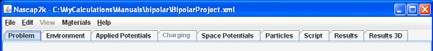 Nascap2k - C:\MyCalculations\Manuals\bipolar\BipolarProject.xml
File Edit View Materials Help
Problem Environment Applied Potentials Charging Space Potentials Particles Script Results Results 3D